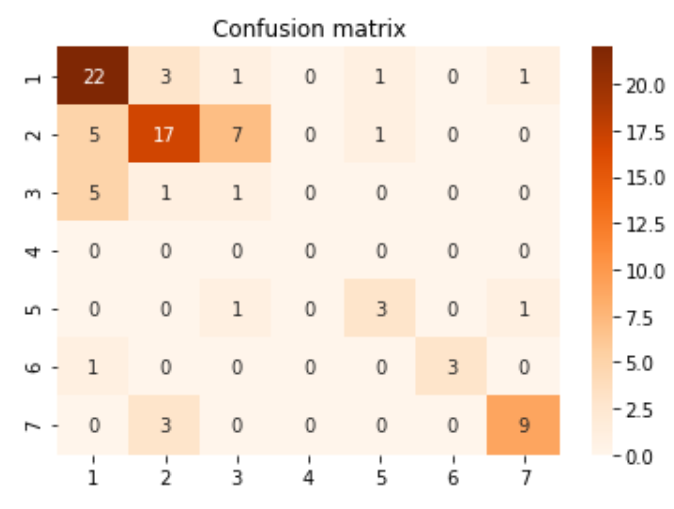 Confusion matrix
1 22 3 1 0 1 0 1
2 5 17 7 0 1 0 0
3 5 1 1 0 0 0 0
4 0 0 0 0 0 0 0
5 0 0 1 0 3 0 1
6 1 0 0 0 0 3 0
7 0 3 0 0 0 0 9
1 2 3 4 5 6 7
20.0
17.5
15.0
12.5
10.0
7.5
5.0
2.5
0.0